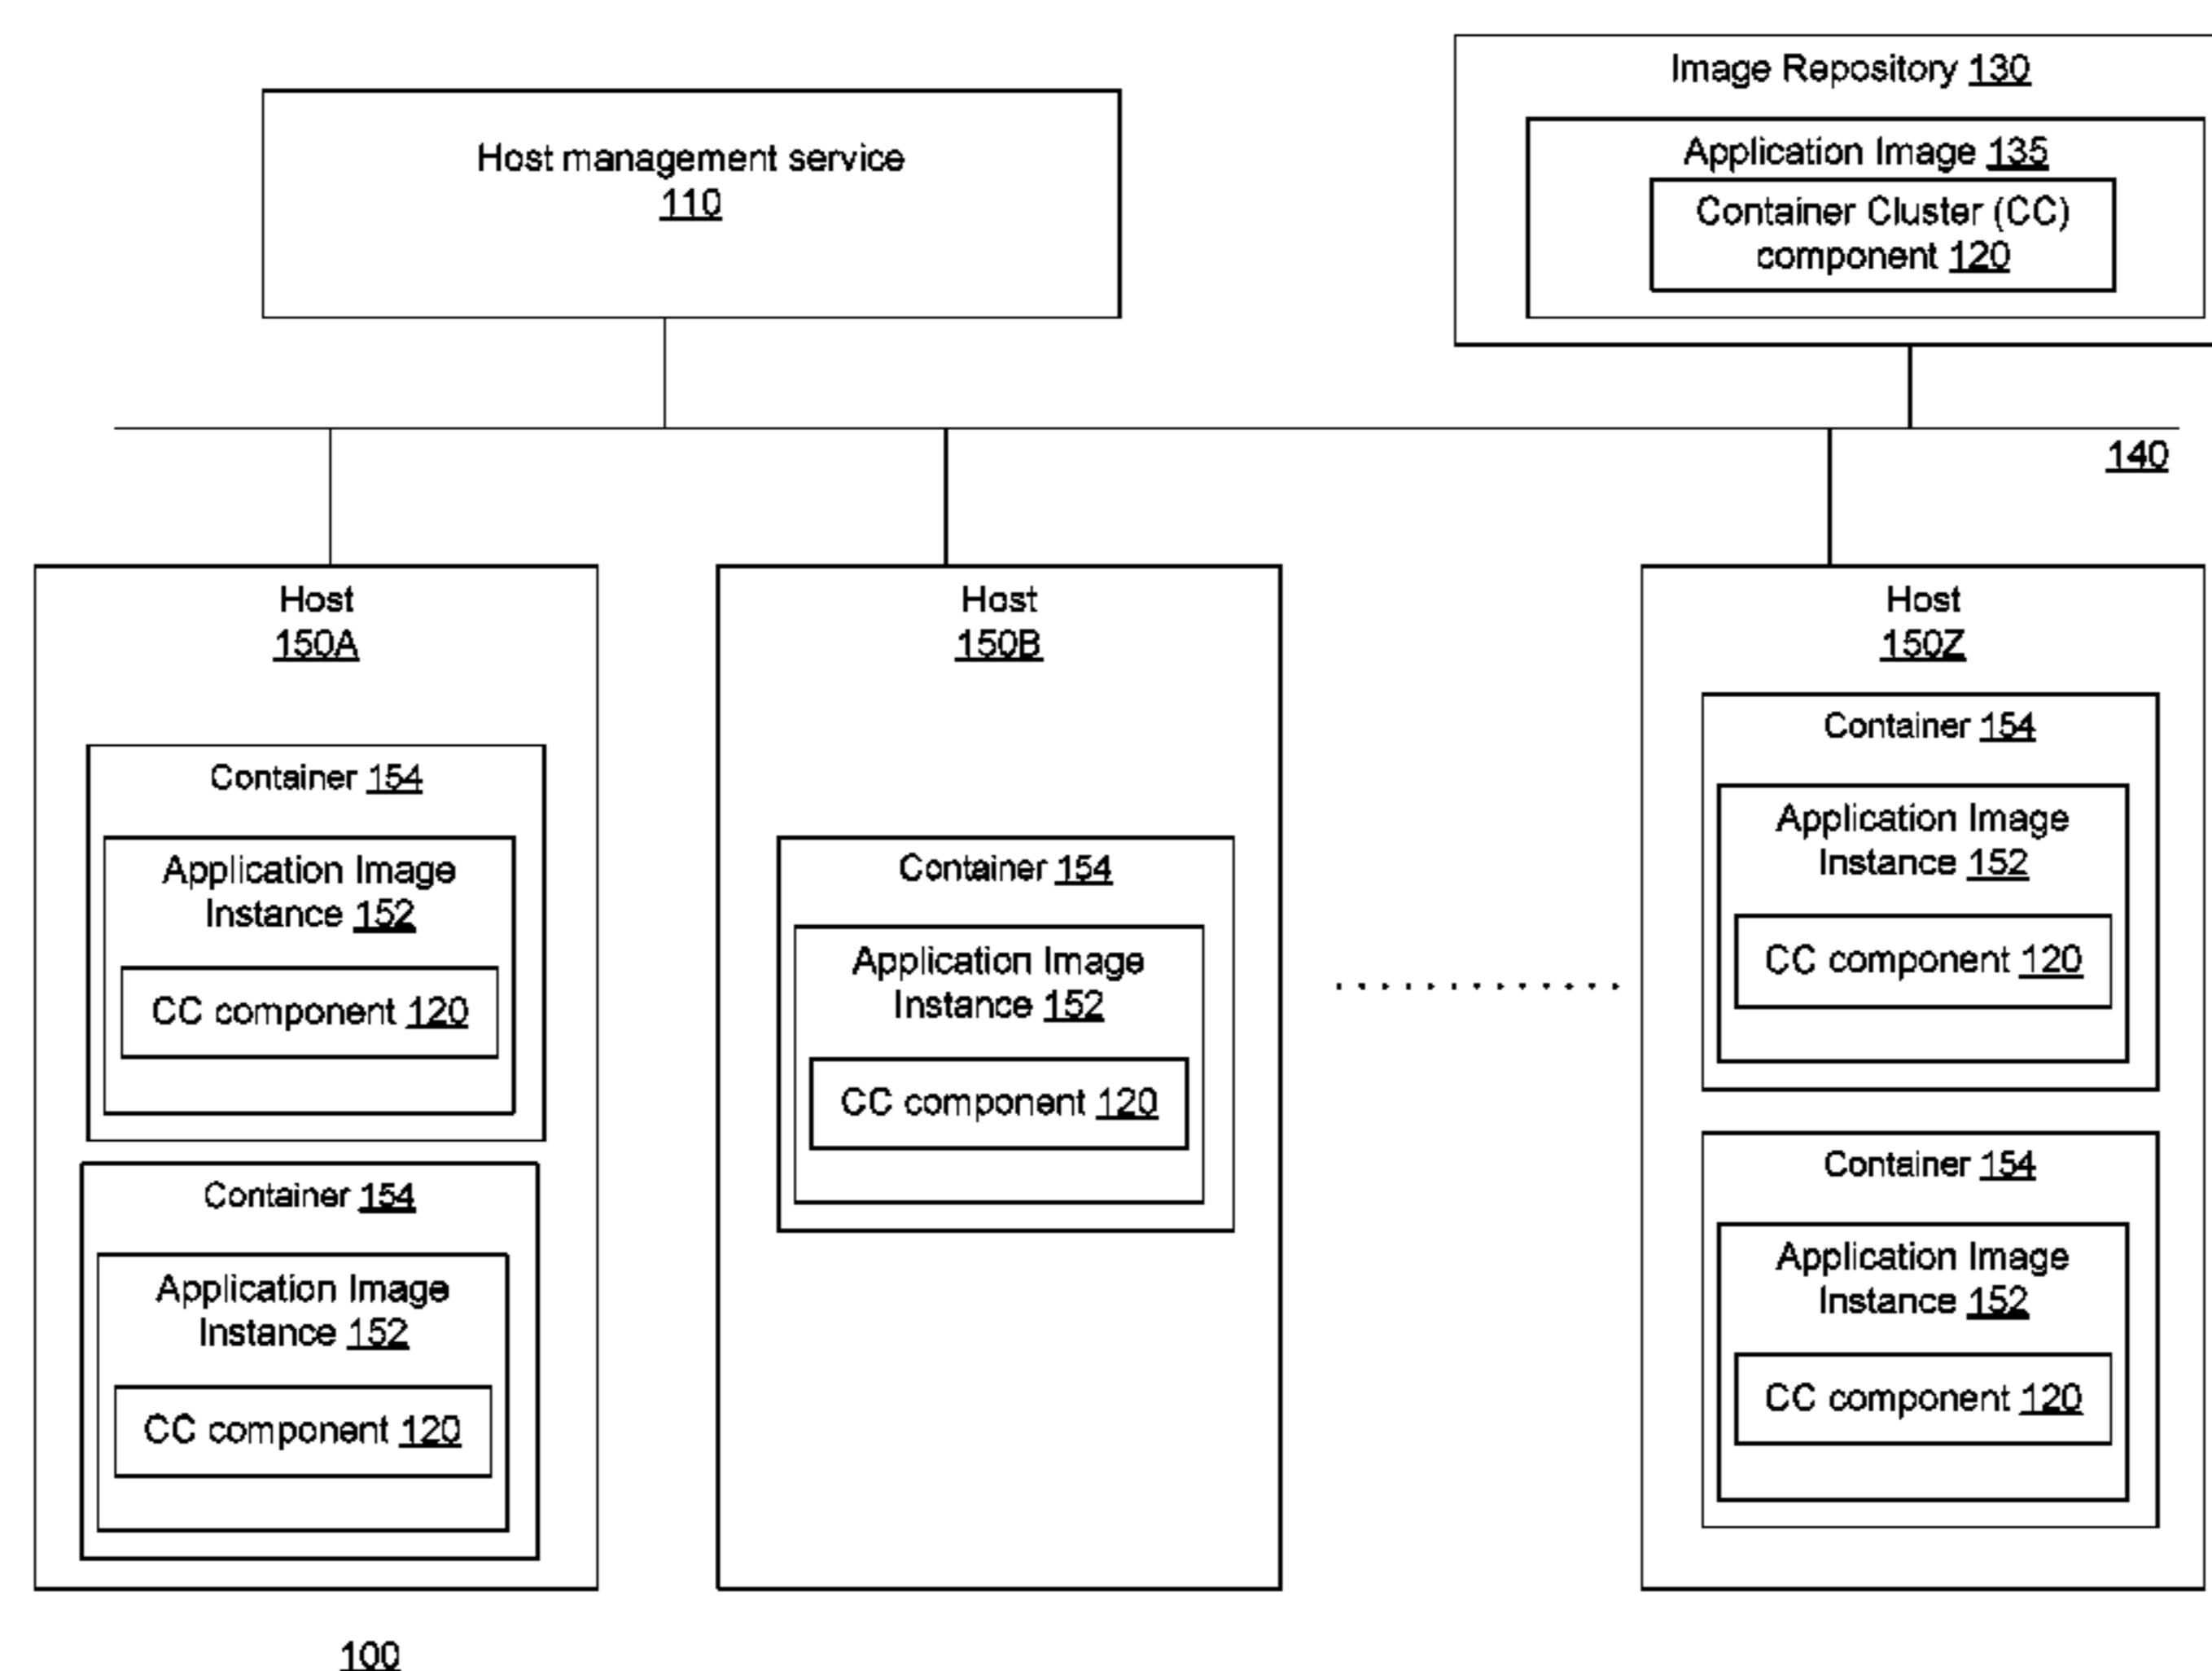 Host management service
110
Image Repository 130
Application Image 135
Container Cluster (CC)
component 120
140
Host
150A
Container 154
Application Image
Instance 152
CC component 120
Container 154
Application Image
Instance 152
CC component 120
Host
150B
Container 154
Application Image
Instance 152
CC component 120
Host
150Z
Container 154
Application Image
Instance 152
CC component 120
Container 154
Application Image
Instance 152
CC component 120
100